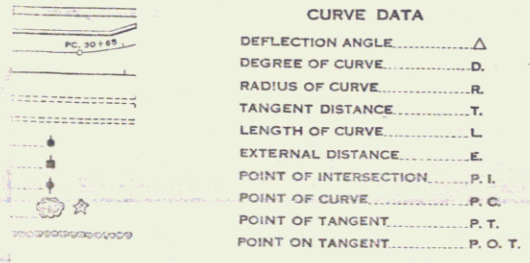 PC. 30+65
CURVE DATA
DEFLECTION ANGLE............Δ
DEGREE OF CURVE............D.
RADIUS OF CURVE............R.
TANGENT DISTANCE............T.
LENGTH OF CURVE............L.
EXTERNAL DISTANCE............E.
POINT OF INTERSECTION............P. I.
POINT OF CURVE............P. C.
POINT OF TANGENT............P. T.
POINT ON TANGENT............P. O. T.